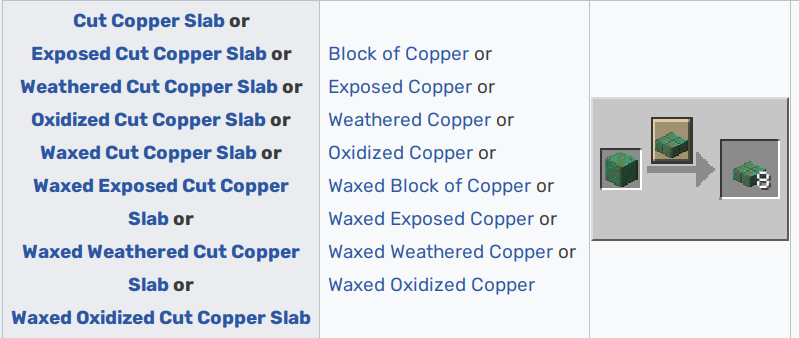 Cut Copper Slab or
Exposed Cut Copper Slab or
Weathered Cut Copper Slab or
Oxidized Cut Copper Slab or
Waxed Cut Copper Slab or
Waxed Exposed Cut Copper
Slab or
Waxed Weathered Cut Copper
Slab or
Waxed Oxidized Cut Copper Slab
Block of Copper or
Exposed Copper or
Weathered Copper or
Oxidized Copper or
Waxed Block of Copper or
Waxed Exposed Copper or
Waxed Weathered Copper or
Waxed Oxidized Copper
8